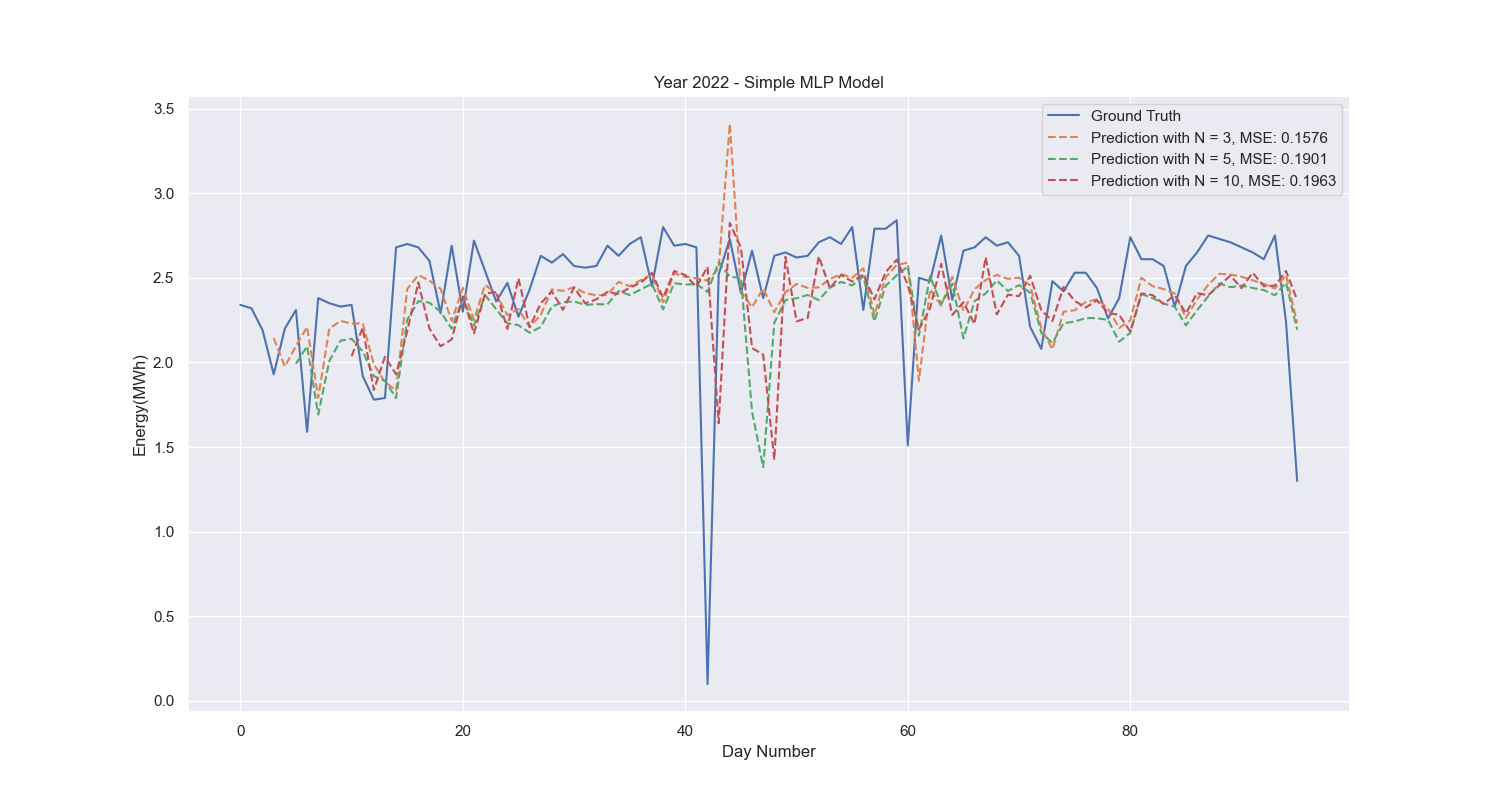 Year 2022 - Simple MLP Model
3.5
3.0
2.5
2.0
1.5
1.0
0.5
0.0
Energy(MWh)
Ground Truth
Prediction with N = 3, MSE: 0.1576
Prediction with N = 5, MSE: 0.1901
Prediction with N = 10, MSE: 0.1963
0 20 40 60 80
Day Number